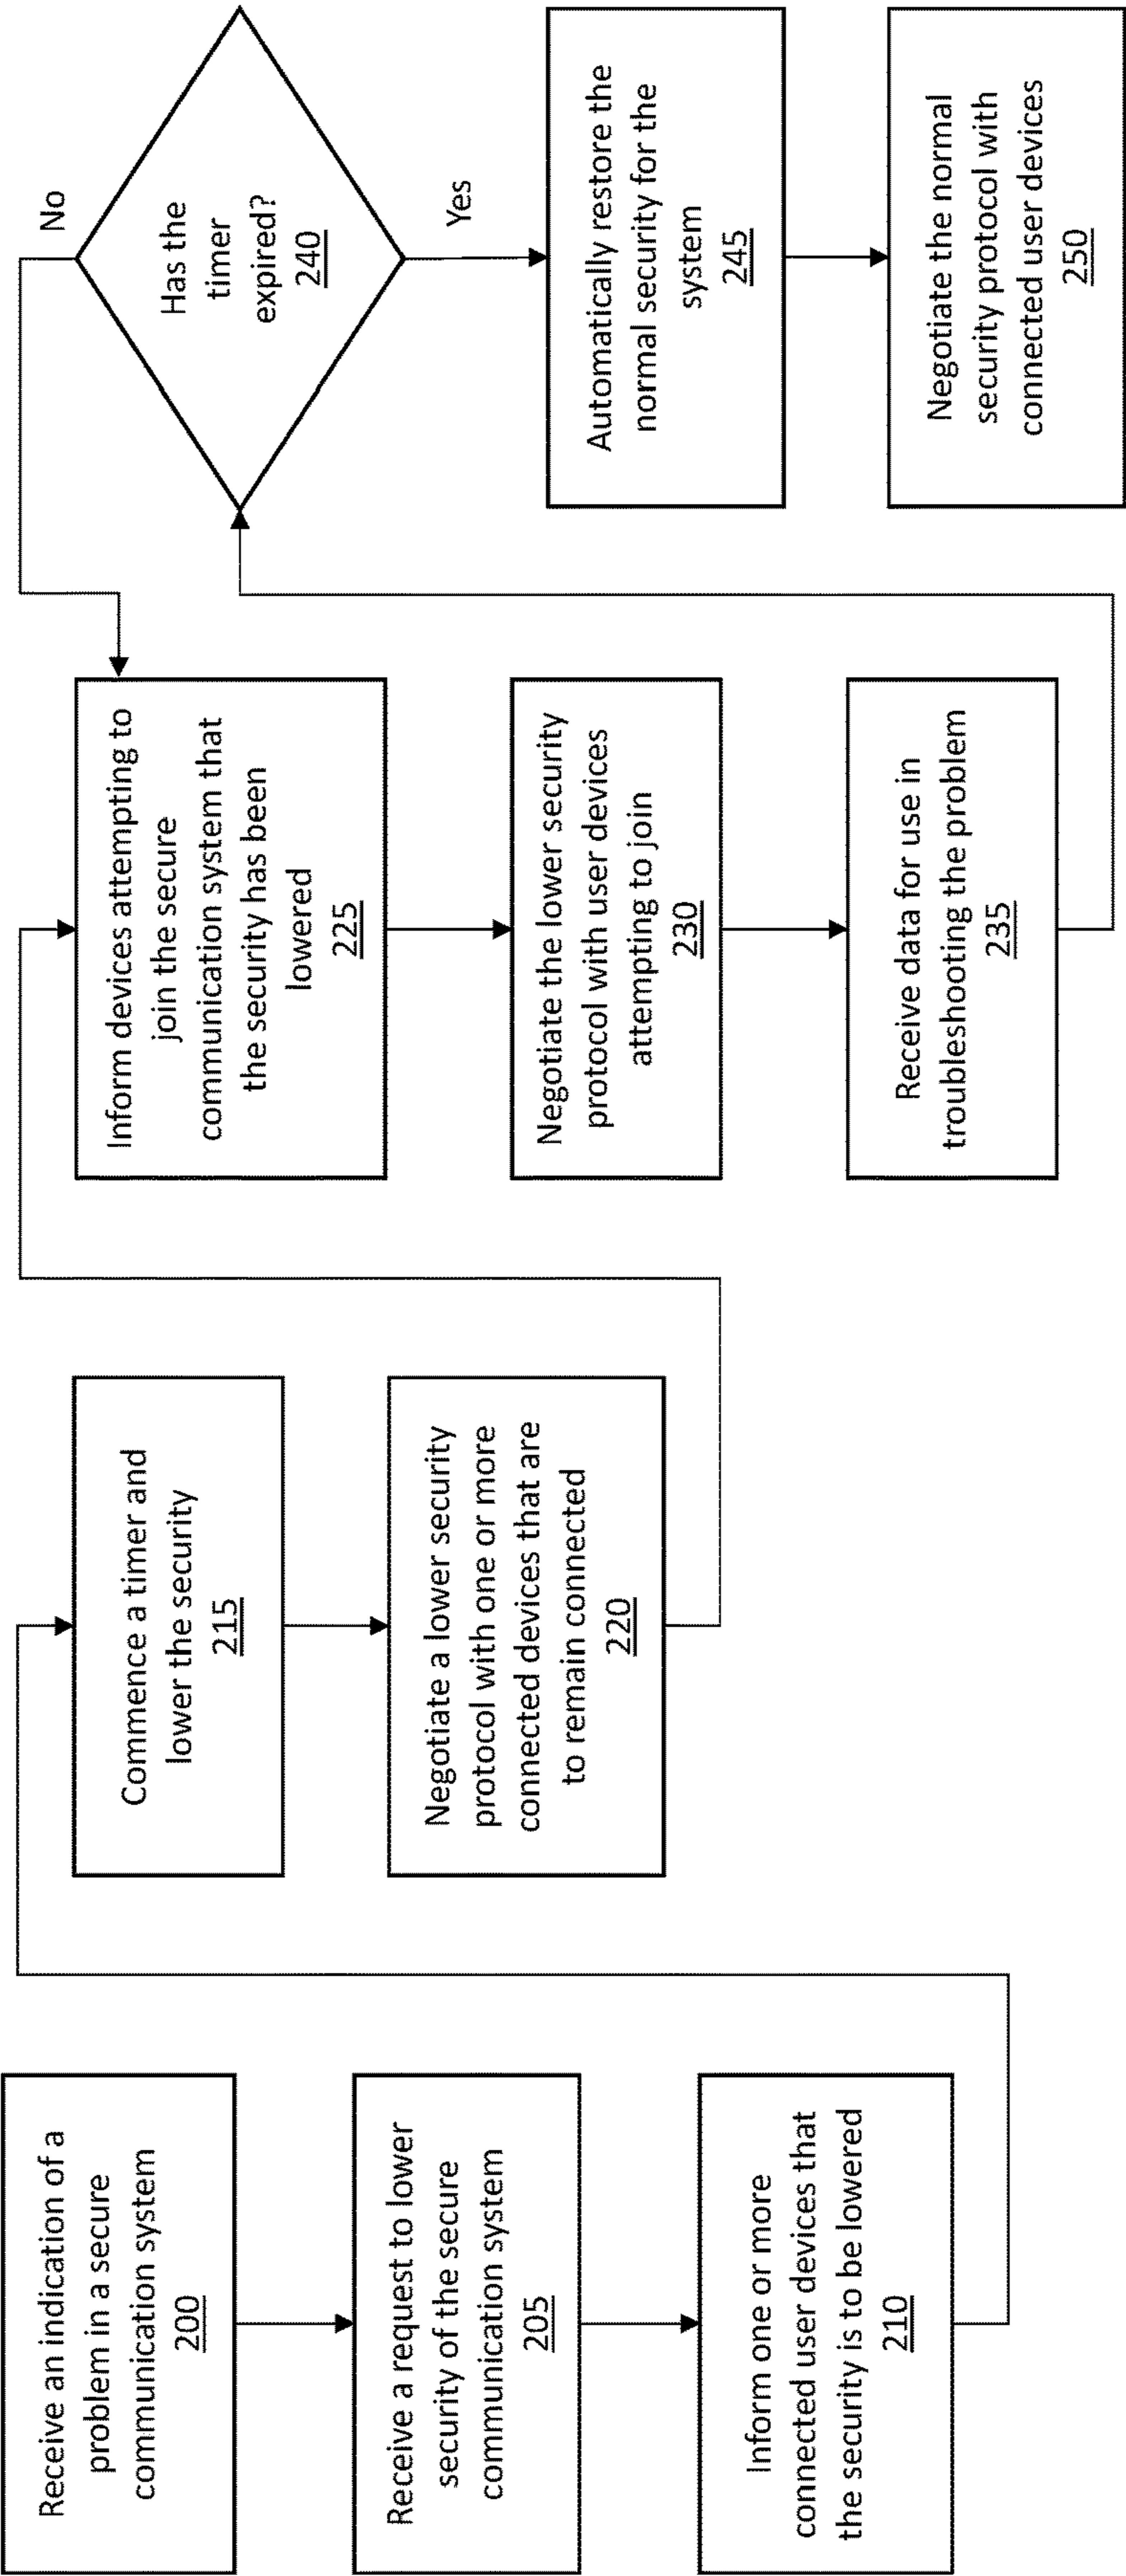 Receive an indication of a
problem in a secure
communication system
200
Receive a request to lower
security of the secure
communication system
205
Inform one or more
connected user devices that
the security is to be lowered
210
Commence a timer and
lower the security
215
Negotiate a lower security
protocol with one or more
connected devices that are
to remain connected
220
Inform devices attempting to
join the secure
communication system that
the security has been
lowered
225
Negotiate the lower security
protocol with user devices
attempting to join
230
Receive data for use in
troubleshooting the problem
235
No
Has the
timer
expired?
240
Yes
Automatically restore the
normal security for the
system
245
Negotiate the normal
security protocol with
connected user devices
250